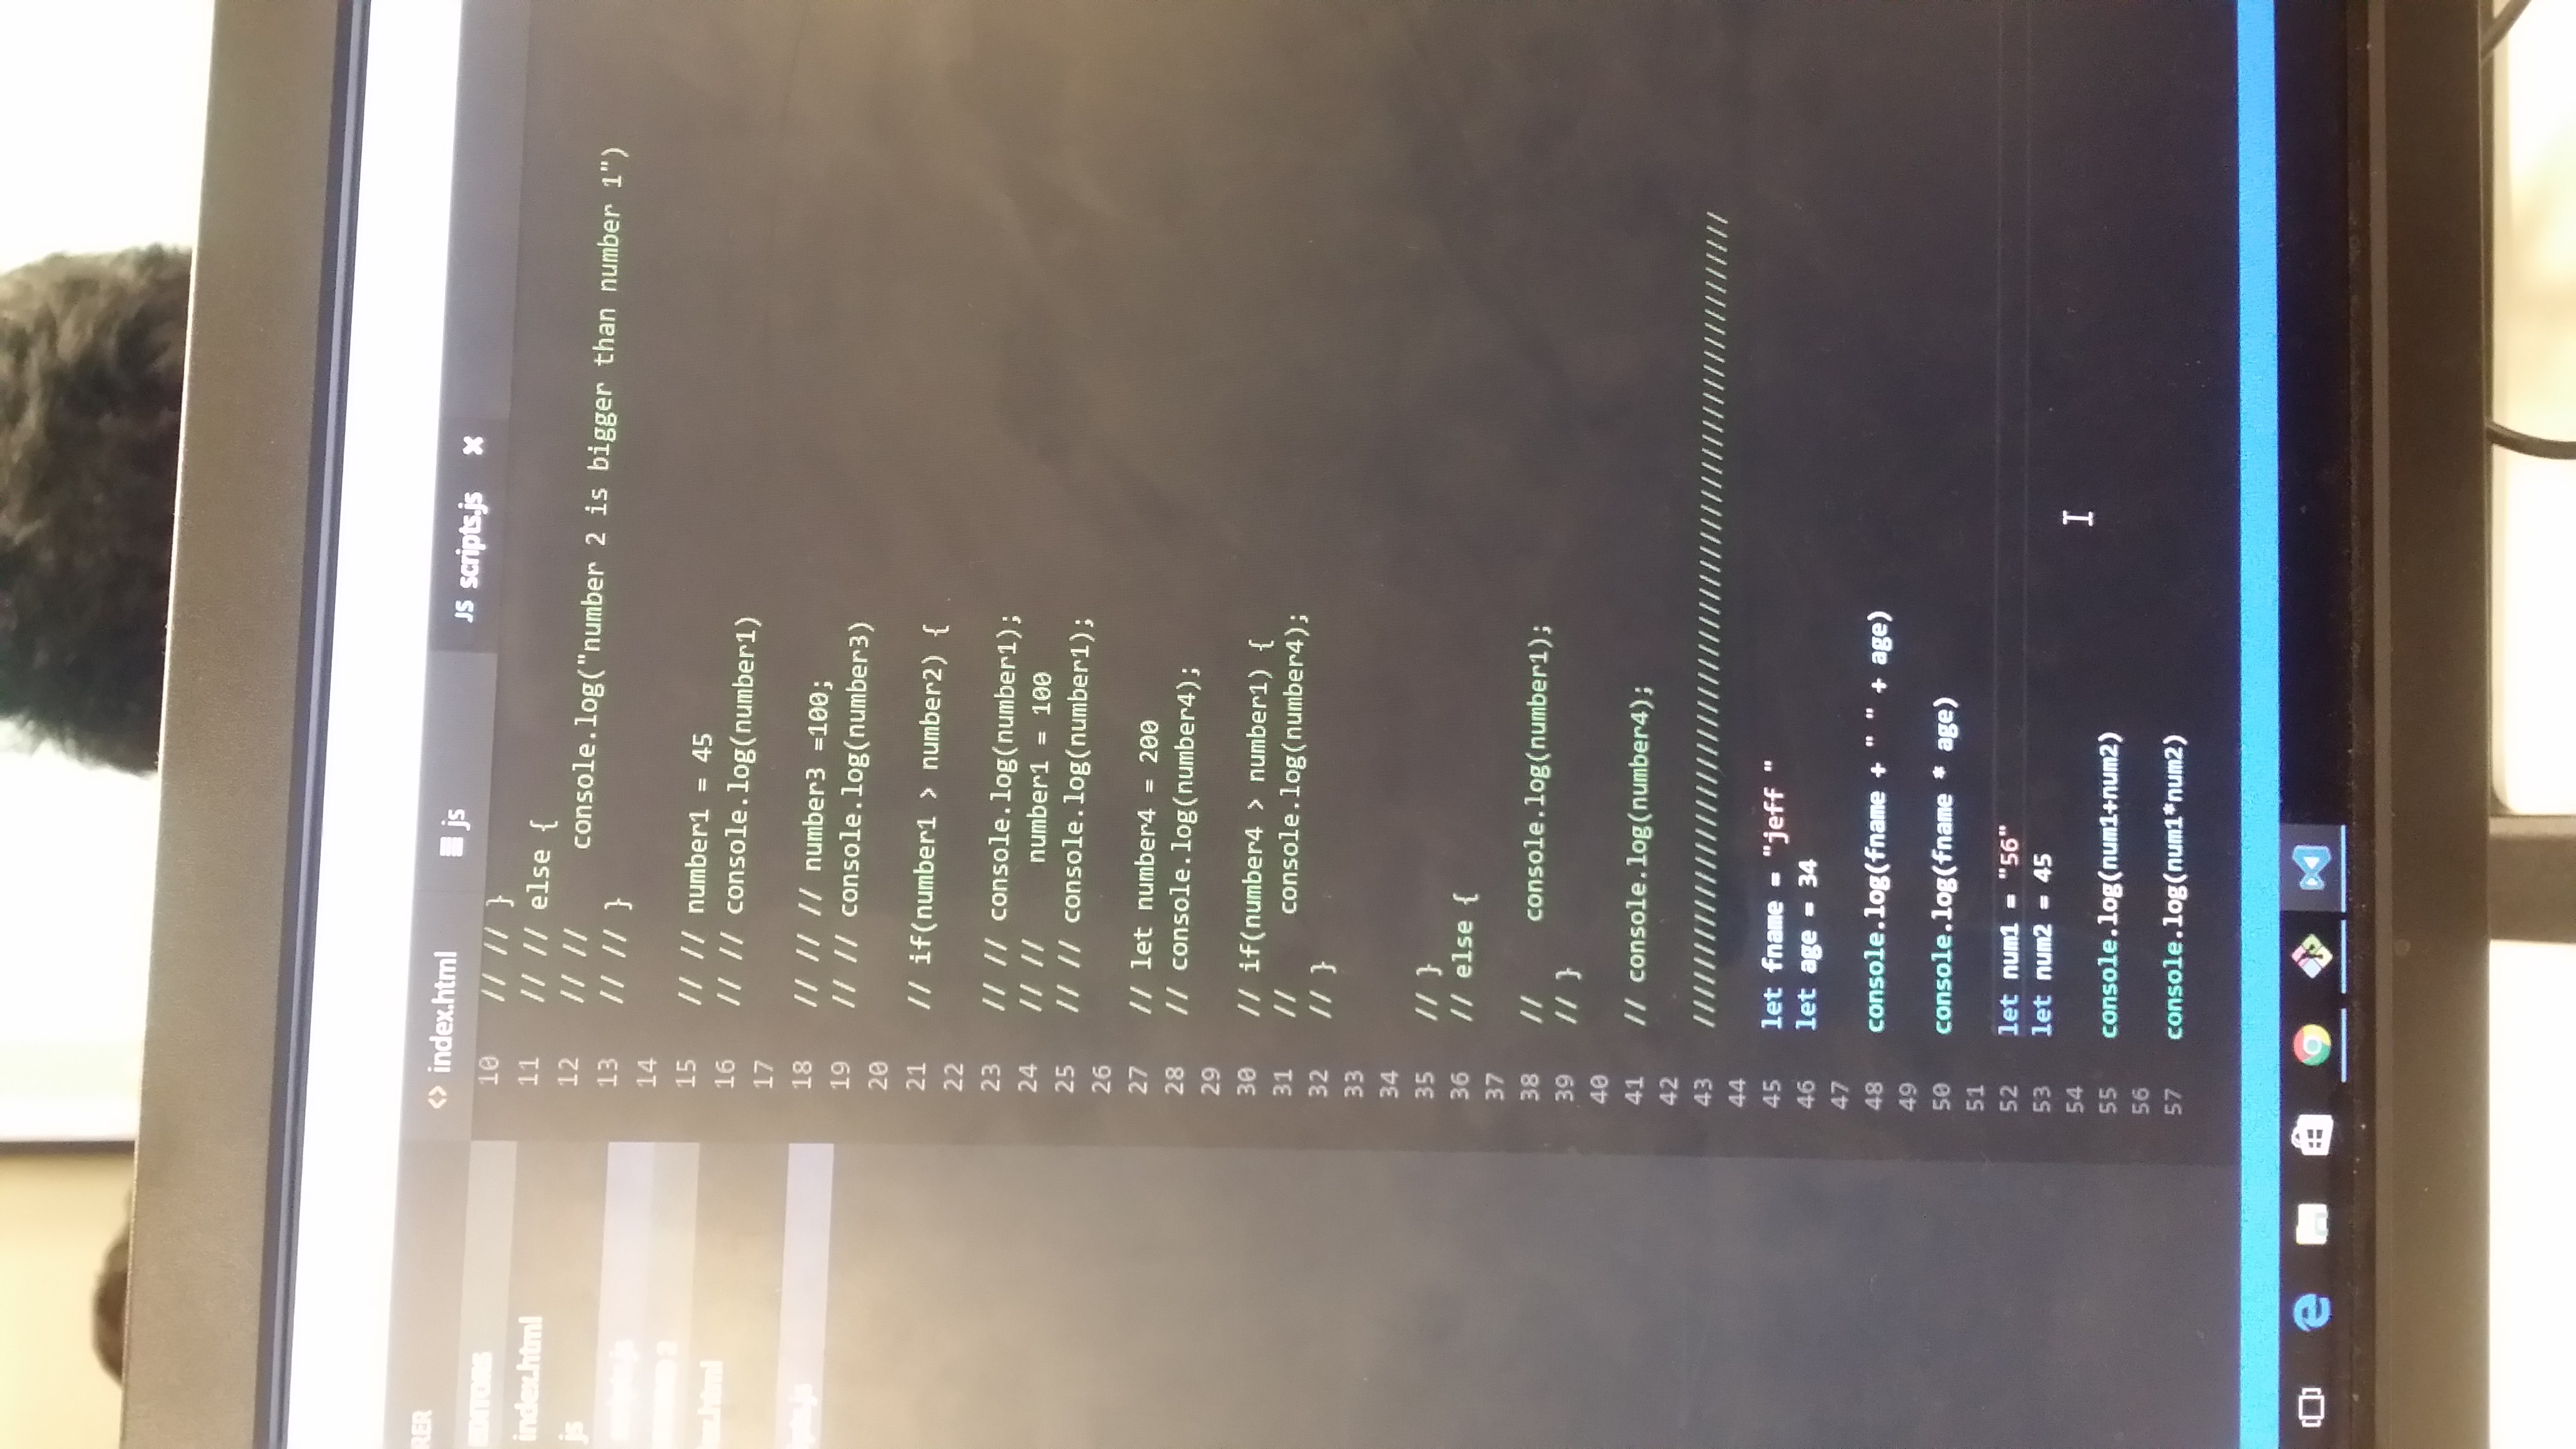 index.html
js
JS scripts.js
EDITORS
index.html
js
scripts.js
2
10 // // }
11 // // else {
12 // //     console.log("number 2 is bigger than number 1")
13 // // }
14
15 // // number1 = 45
16 // // console.log(number1)
17
18 // // // number3 =100;
19 // // console.log(number3)
20
21 // if(number1 > number2) {
22
23 // // console.log(number1);
24 // //     number1 = 100
25 // // console.log(number1);
26
27 // let number4 = 200
28 // console.log(number4);
29
30 // if(number4 > number1) {
31 //     console.log(number4);
32 // }
33
34
35 // }
36 // else {
37
38 //     console.log(number1);
39 // }
40
41 // console.log(number4);
42
43 ///////////////////////////////////////////////////////
44
45 let fname = "jeff "
46 let age = 34
47
48 console.log(fname + " " + age)
49
50 console.log(fname * age)
51
52 let num1 = "56"
53 let num2 = 45
54
55 console.log(num1+num2)
56
57 console.log(num1*num2)